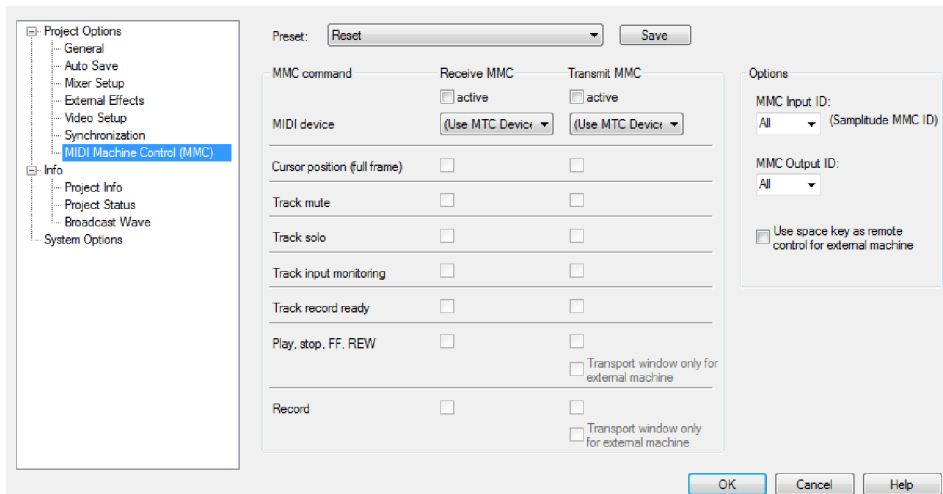 Project Options
General
Auto Save
Mixer Setup
External Effects
Video Setup
Synchronization
MIDI Machine Control (MMC)
Info
Project Info
Project Status
Broadcast Wave
System Options
Preset: Reset Save
MMC command Receive MMC Transmit MMC
active active
MIDI device (Use MTC Device (Use MTC Device
Cursor position (full frame)
Track mute
Track solo
Track input monitoring
Track record ready
Play, stop, FF, REW
Transport window only for
external machine
Record
Transport window only
for external machine
Options
MMC Input ID:
All (Samplitude MMC ID)
MMC Output ID:
All
Use space key as remote
control for external machine
OK Cancel Help